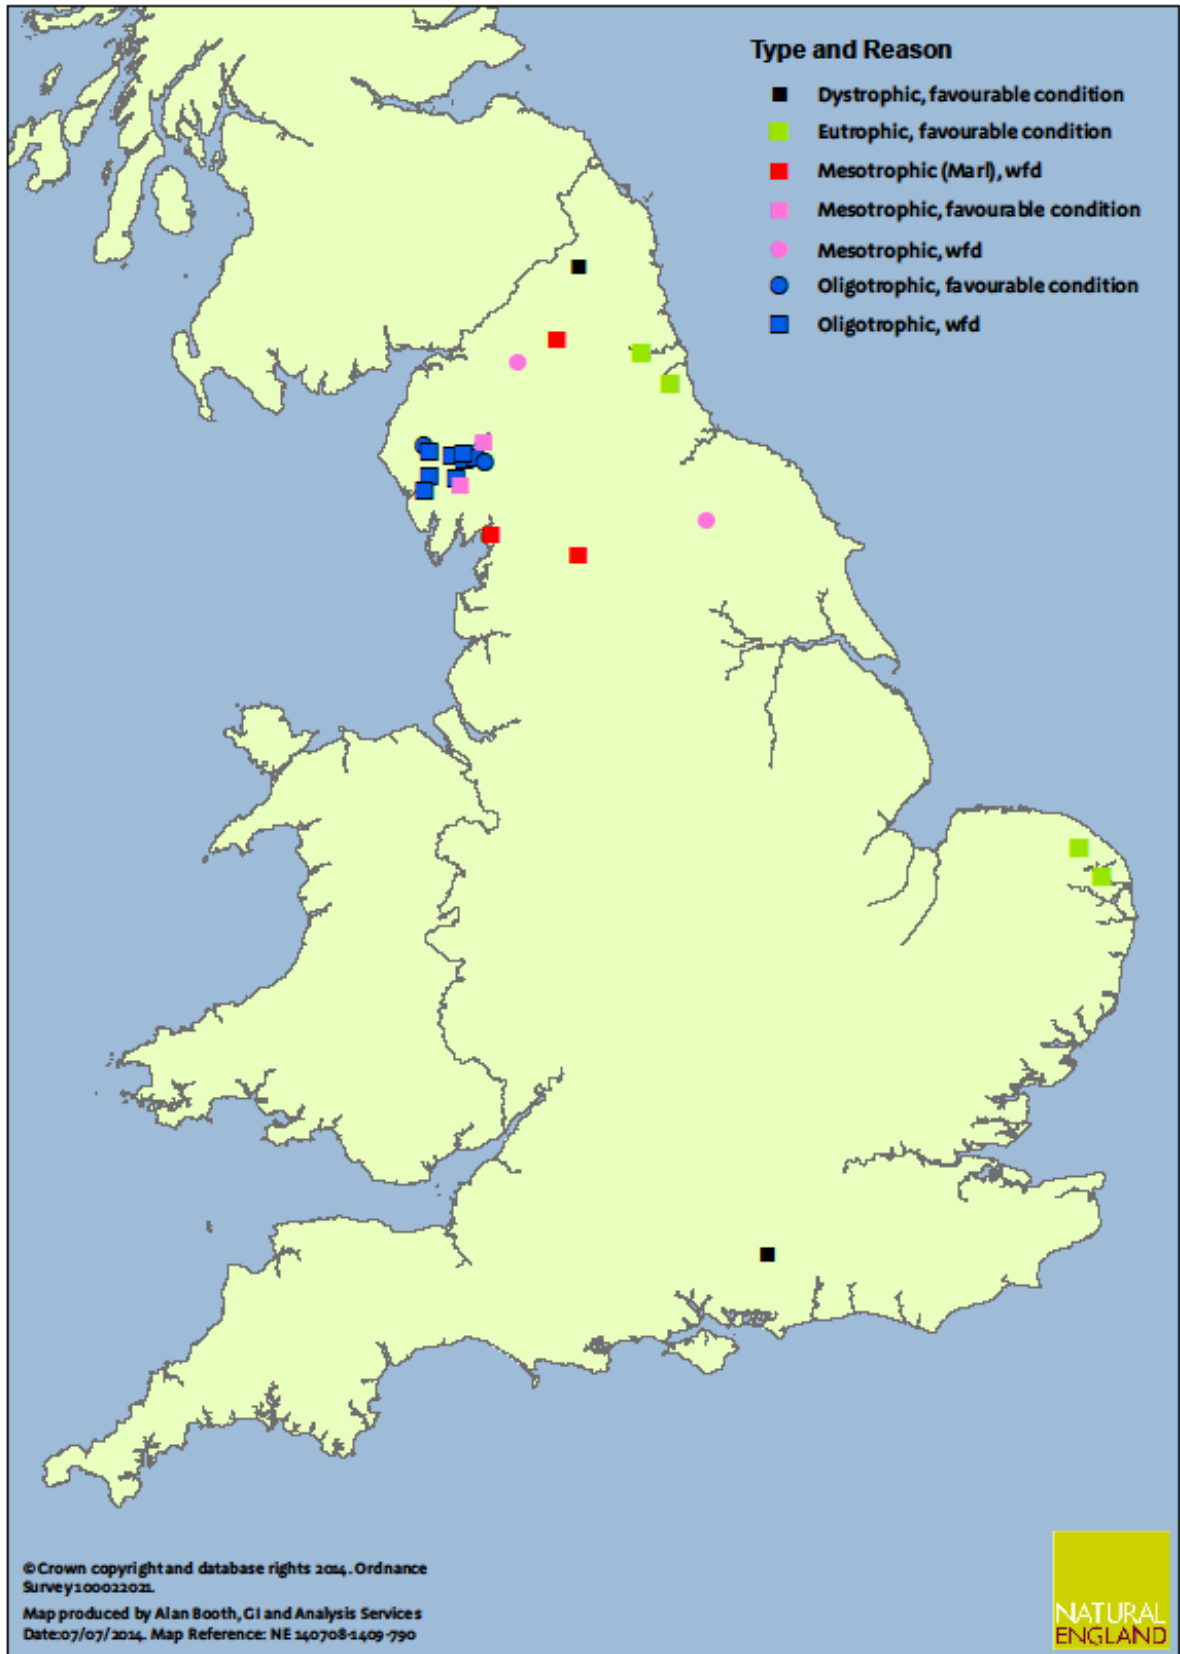 Type and Reason
Dystrophic, favourable condition
Eutrophic, favourable condition
Mesotrophic (Marl), wfd
Mesotrophic, favourable condition
Mesotrophic, wfd
Oligotrophic, favourable condition
Oligotrophic, wfd
© Crown copyright and database rights 2014. Ordnance
Survey 100022021.
Map produced by Alan Booth, GI and Analysis Services
Date:07/07/2014. Map Reference: NE 140708-1409-790
NATURAL
ENGLAND